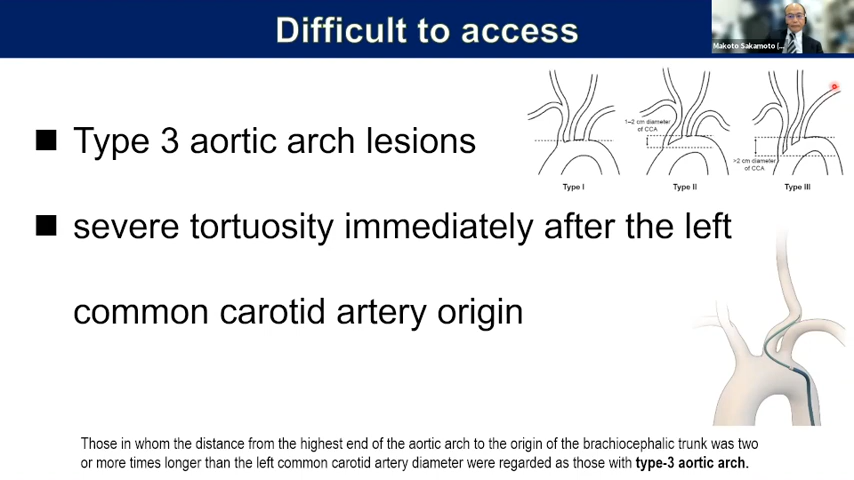 Difficult to access
Makoto Sakamoto |...
■ Type 3 aortic arch lesions
■ severe tortuosity immediately after the left
common carotid artery origin
1–2 cm diameter
of CCA
>2 cm diameter
of CCA
Type I
Type II
Type III
Those in whom the distance from the highest end of the aortic arch to the origin of the brachiocephalic trunk was two
or more times longer than the left common carotid artery diameter were regarded as those with type-3 aortic arch.